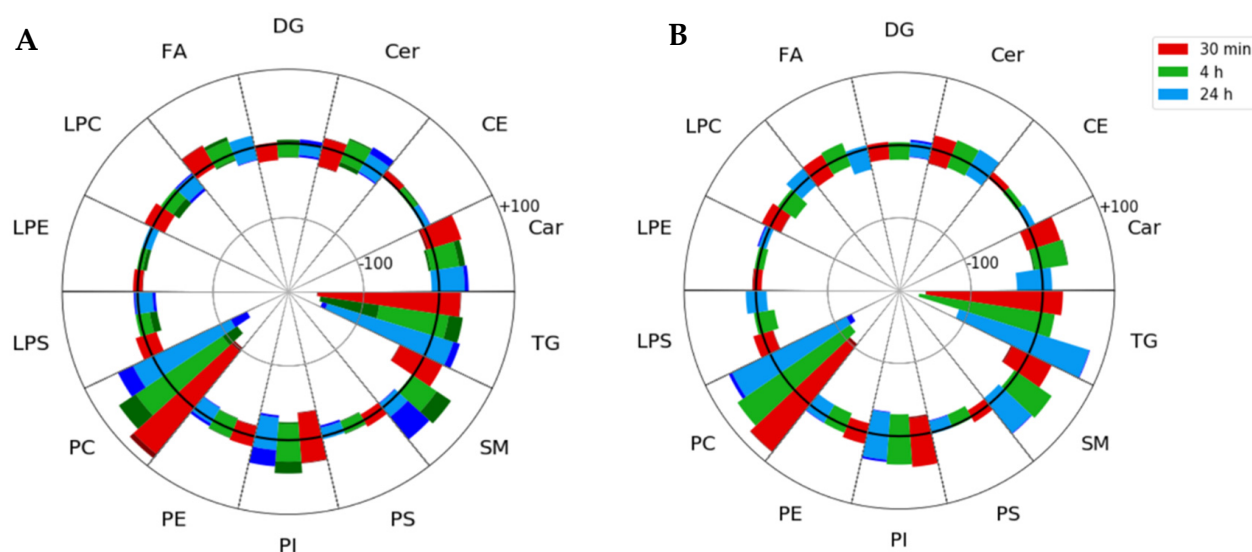 A
DG
FA
Cer
LPC
CE
LPE
+100
Car
-100
LPS
TG
PC
SM
PE
PS
PI
B
DG
FA
Cer
LPC
CE
LPE
+100
Car
-100
LPS
TG
PC
SM
PE
PS
PI
30 min
4 h
24 h